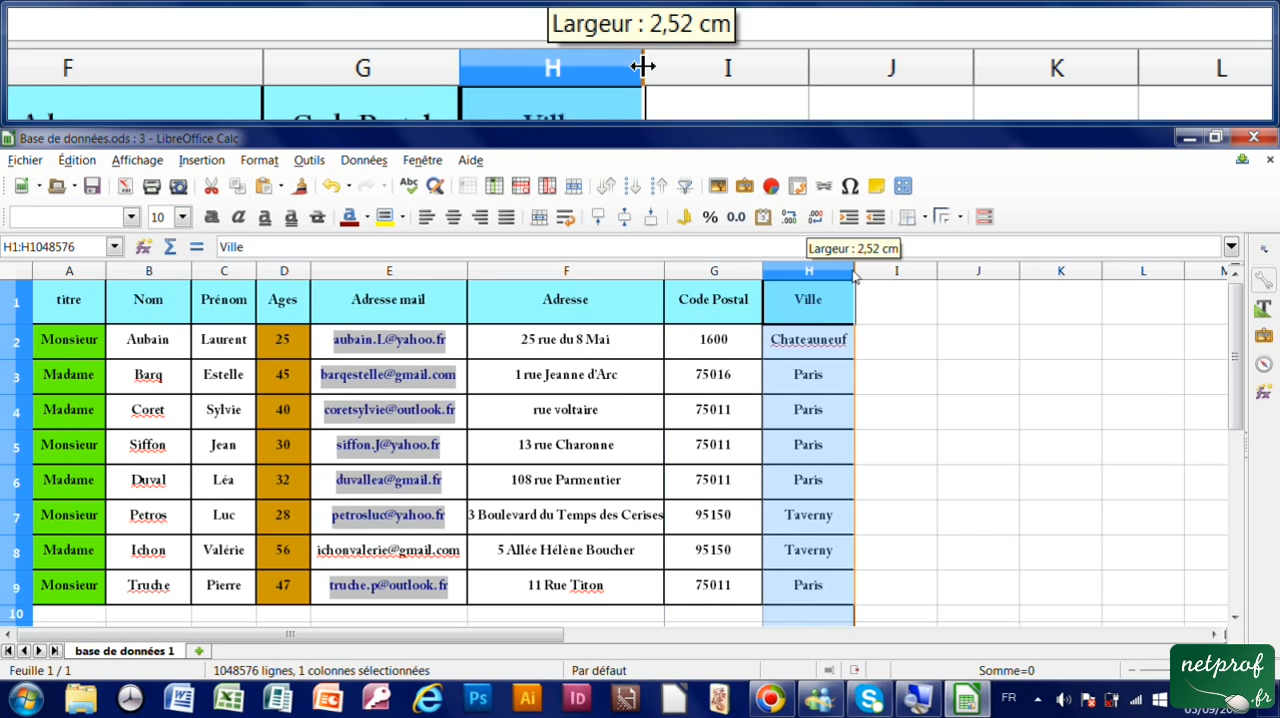 Largeur : 2,52 cm
F G H I J K L
Ville
Base de données.ods : 3 - LibreOffice Calc
Fichier Édition Affichage Insertion Format Outils Données Fenêtre Aide
10
H1:H1048576 Ville
Largeur : 2,52 cm
A B C D E F G H I J K L M
1 titre Nom Prénom Ages Adresse mail Adresse Code Postal Ville
2 Monsieur Aubain Laurent 25 aubain.L@yahoo.fr 25 rue du 8 Mai 1600 Chateauneuf
3 Madame Barq Estelle 45 barqestelle@gmail.com 1 rue Jeanne d'Arc 75016 Paris
4 Madame Coret Sylvie 40 coretsylvie@outlook.fr rue voltaire 75011 Paris
5 Monsieur Siffon Jean 30 siffon.J@yahoo.fr 13 rue Charonne 75011 Paris
6 Madame Duval Léa 32 duvallea@gmail.fr 108 rue Parmentier 75011 Paris
7 Monsieur Petros Luc 28 petrosluc@yahoo.fr 3 Boulevard du Temps des Cerises 95150 Taverny
8 Madame Ichon Valérie 56 ichonvalerie@gmail.com 5 Allée Hélène Boucher 95150 Taverny
9 Monsieur Truche Pierre 47 truche.p@outlook.fr 11 Rue Titon 75011 Paris
10
base de données 1
Feuille 1 / 1 1048576 lignes, 1 colonnes sélectionnées Par défaut Somme=0
netprof
.fr
Ps Ai Id FR